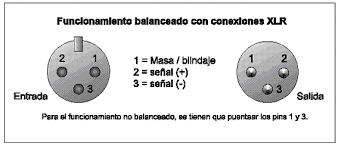 Funcionamiento balanceado con conexiones XLR
2 1
3
Entrada
1 = Masa / blindaje
2 = señal (+)
3 = señal (-)
1 2
3
Salida
Para el funcionamiento no balanceado, se tienen que puentear los pins 1 y 3.